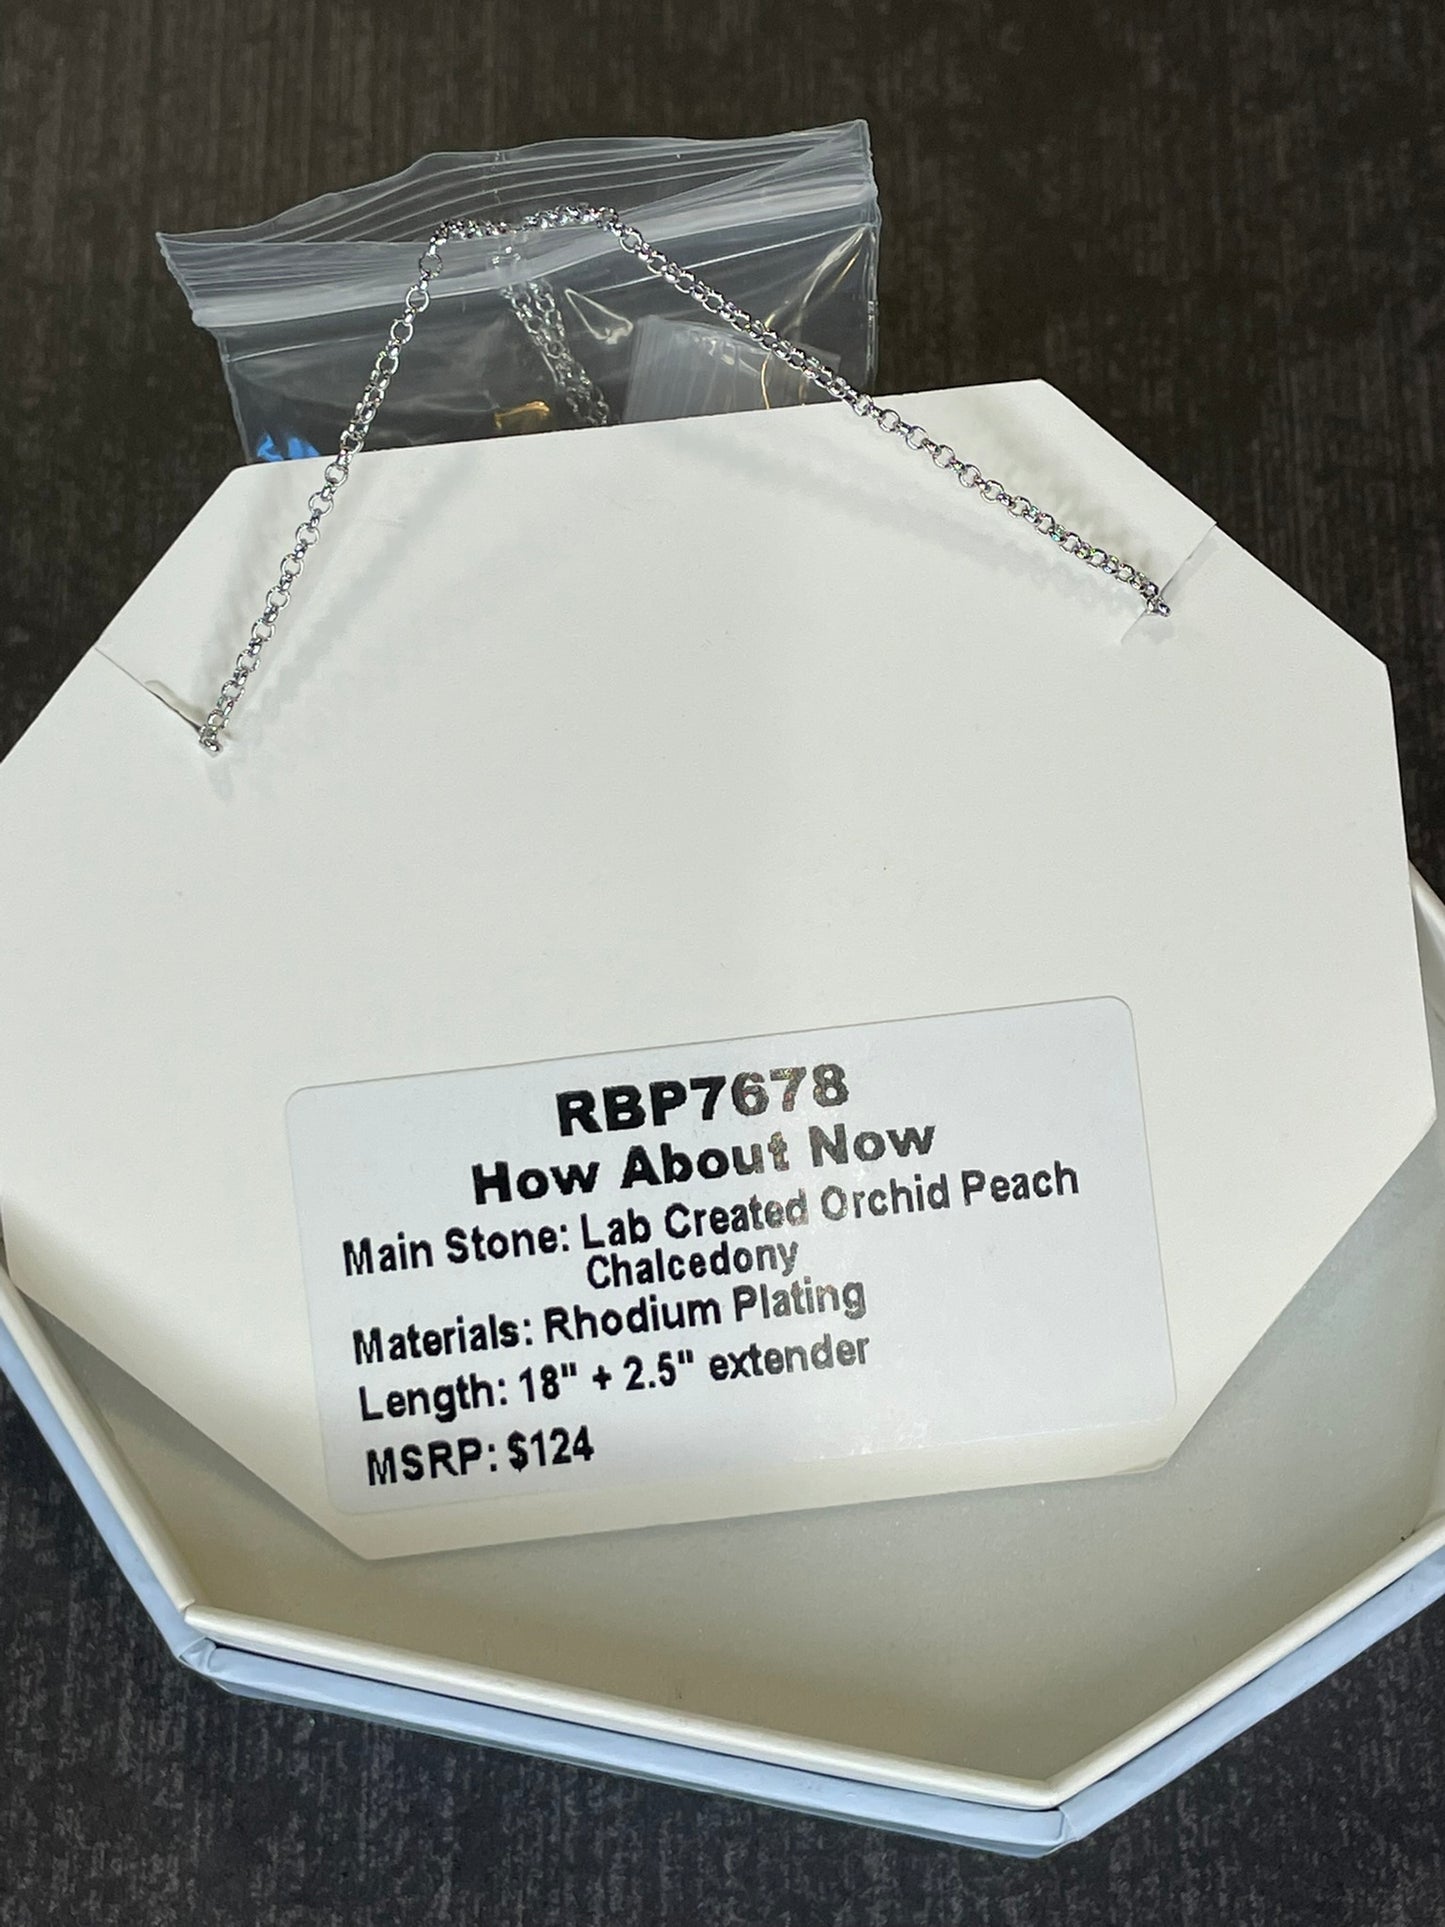 RBP7678
How About Now
Main Stone: Lab Created Orchid Peach
Chalcedony
Materials: Rhodium Plating
Length: 18" + 2.5" extender
MSRP: $124